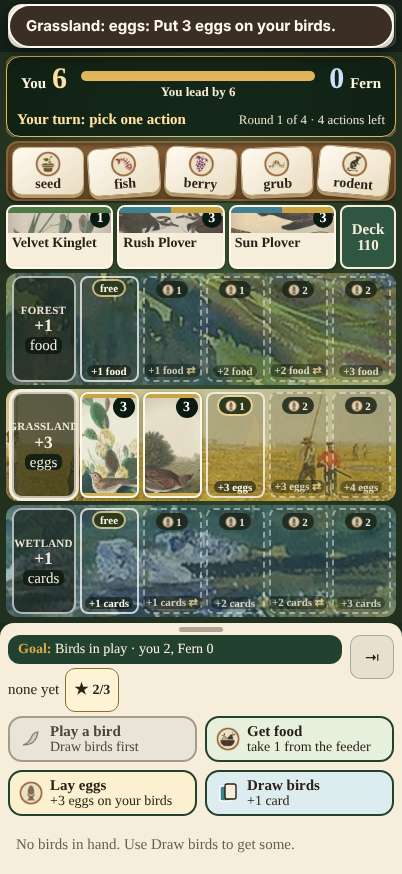 Grassland: eggs: Put 3 eggs on your birds.
You 6
0 Fern
You lead by 6
Your turn: pick one action
Round 1 of 4 · 4 actions left
seed
fish
berry
grub
rodent
1
3
3
Velvet Kinglet
Rush Plover
Sun Plover
Deck
110
FOREST
+1
food
free
1
1
2
2
+1 food
+1 food ⇄
+2 food
+2 food ⇄
+3 food
GRASSLAND
+3
eggs
3
3
1
2
2
+3 eggs
+3 eggs ⇄
+4 eggs
WETLAND
+1
cards
free
1
1
2
2
+1 cards
+1 cards ⇄
+2 cards
+2 cards ⇄
+3 cards
Goal: Birds in play · you 2, Fern 0
⇥
none yet
★ 2/3
Play a bird
Draw birds first
Get food
take 1 from the feeder
Lay eggs
+3 eggs on your birds
Draw birds
+1 card
No birds in hand. Use Draw birds to get some.